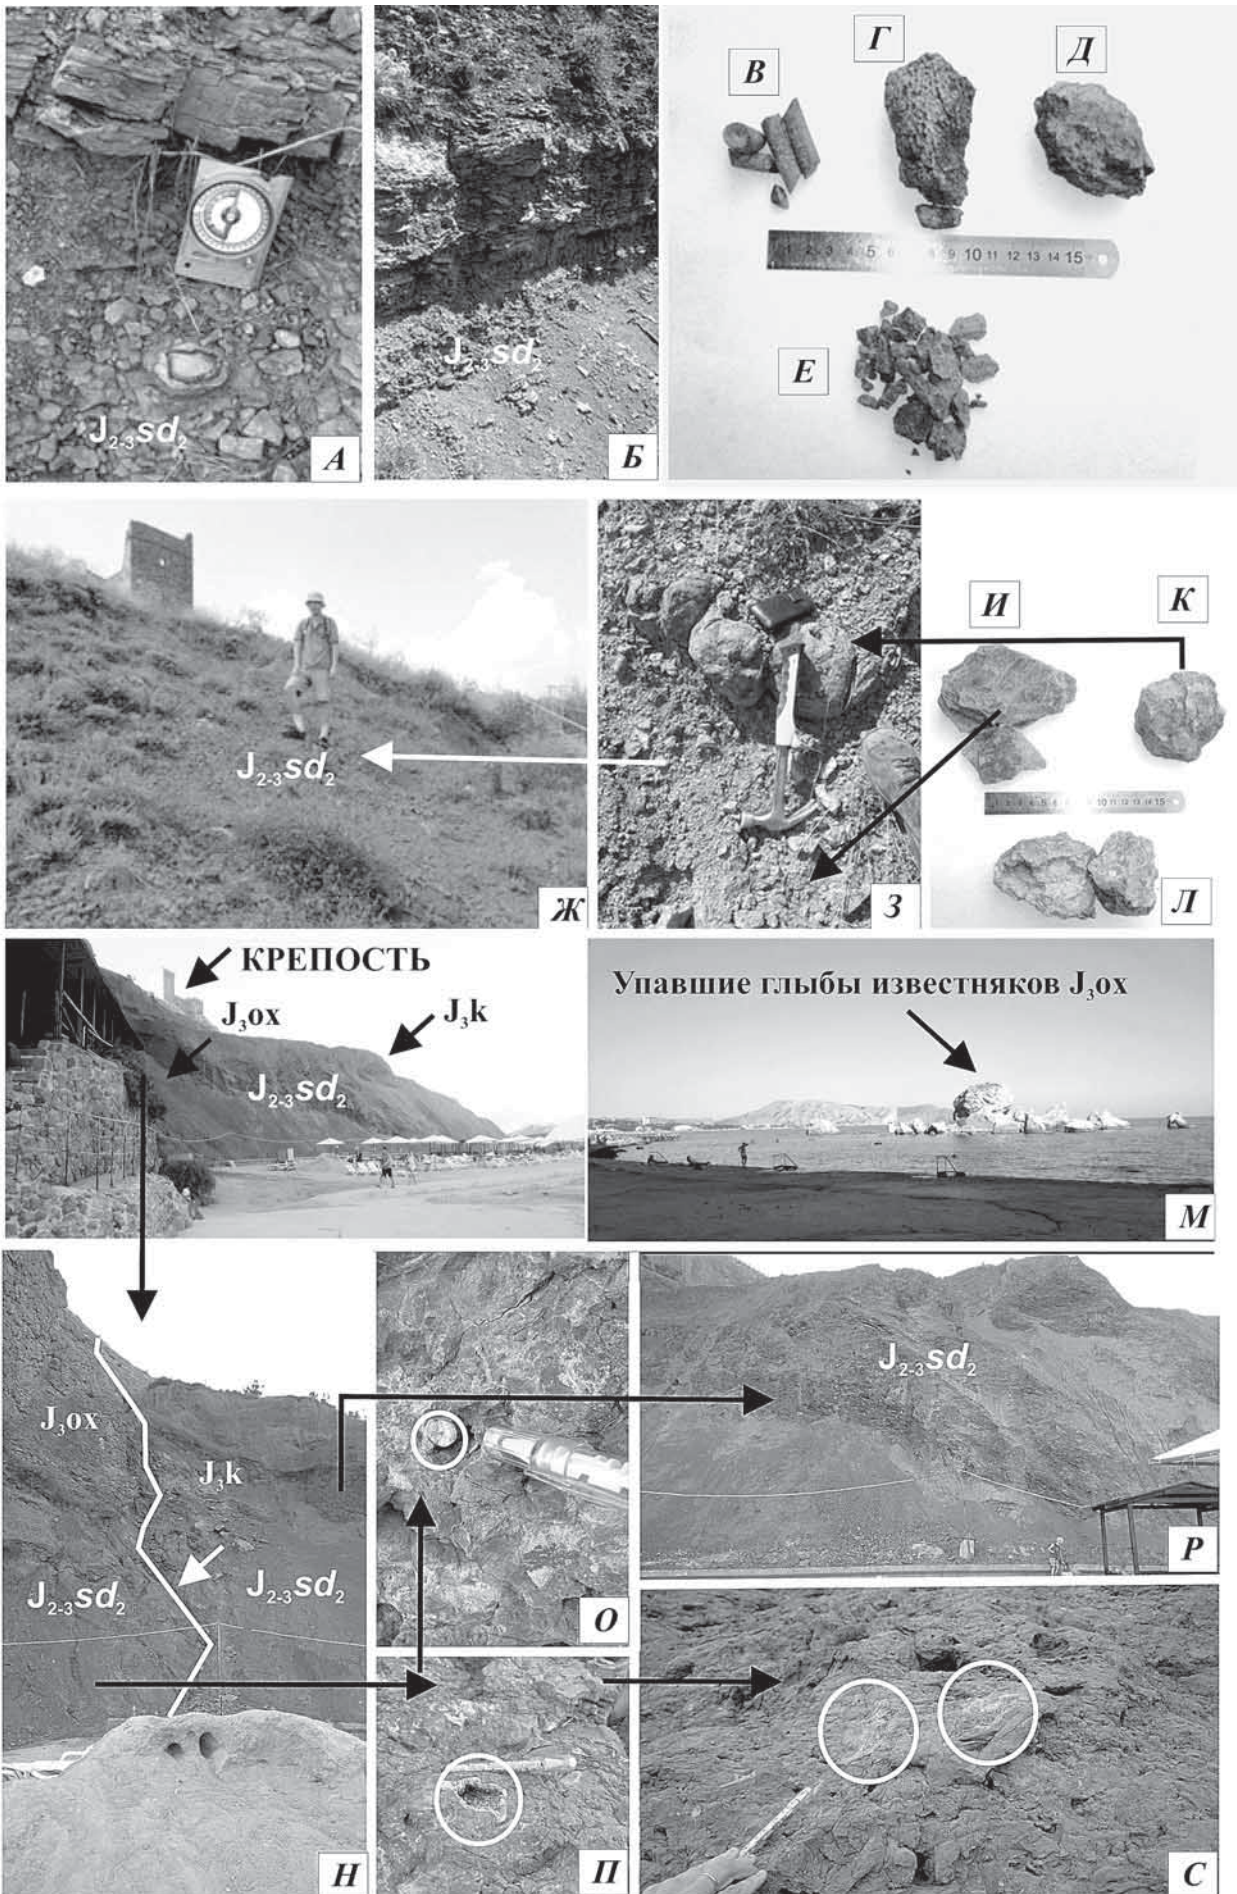 J₂₋₃sd₂
А
J₂₋₃sd₂
Б
В
Г
Д
1 2 3 4 5 6 8 9 10 11 12 13 14 15
Е
J₂₋₃sd₂
Ж
З
И
К
Л
КРЕПОСТЬ
J₃ox
J₃k
J₂₋₃sd₂
Упавшие глыбы известняков J₃ox
М
J₃ox
J₃k
J₂₋₃sd₂
J₂₋₃sd₂
Н
О
П
J₂₋₃sd₂
Р
С